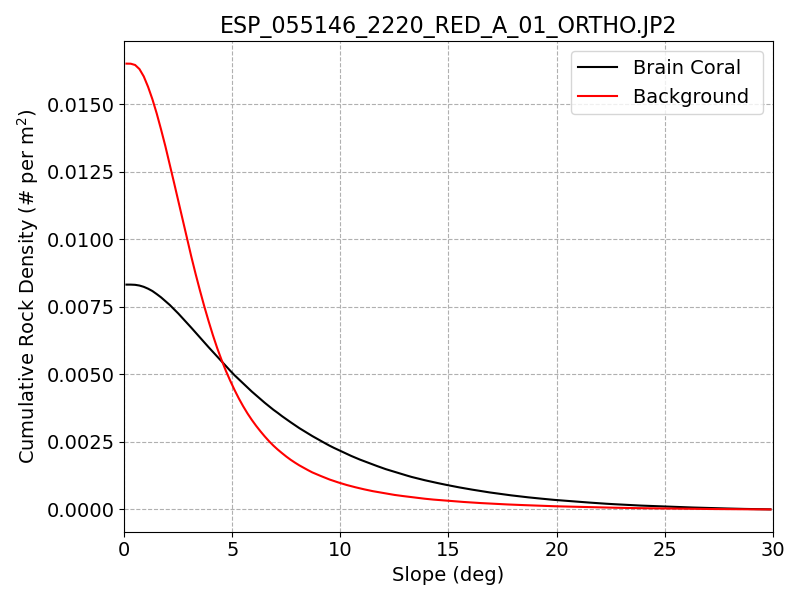 ESP_055146_2220_RED_A_01_ORTHO.JP2
Brain Coral
Background
Cumulative Rock Density (# per m²)
0.0150
0.0125
0.0100
0.0075
0.0050
0.0025
0.0000
0 5 10 15 20 25 30
Slope (deg)